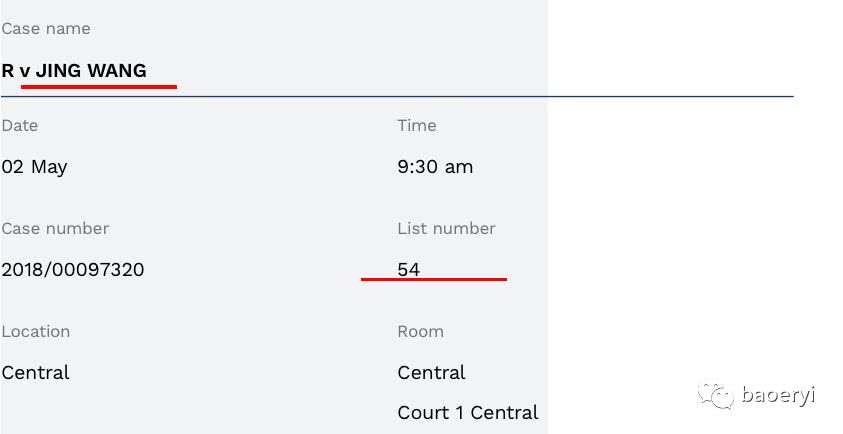 Case name
R v JING WANG
Date Time
02 May 9:30 am
Case number List number
2018/00097320 54
Location Room
Central Central
Court 1 Central
baoeryi